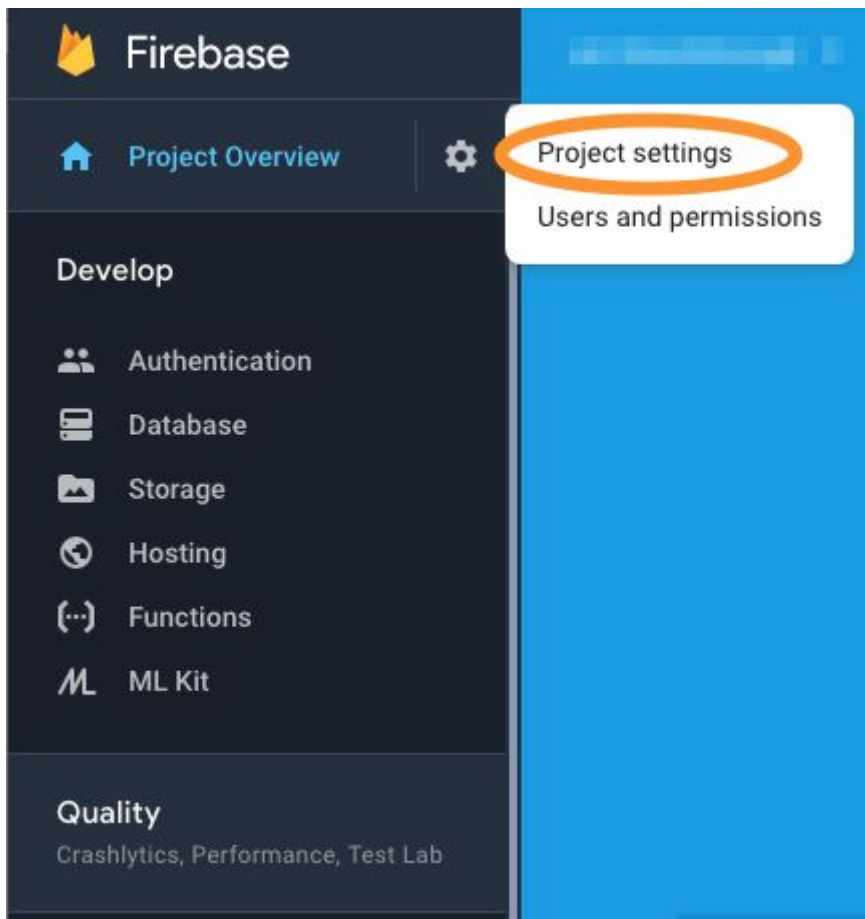 Firebase
Project Overview
Project settings
Users and permissions
Develop
Authentication
Database
Storage
Hosting
Functions
ML Kit
Quality
Crashlytics, Performance, Test Lab